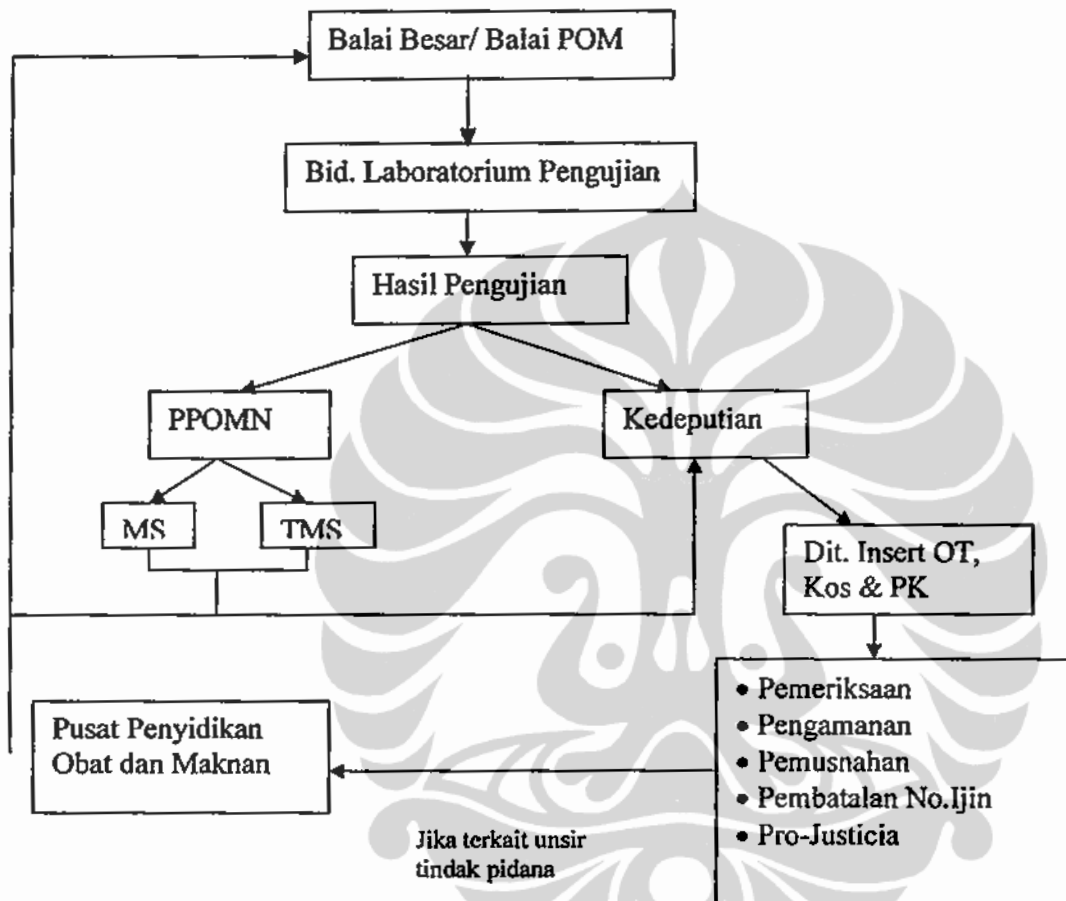 Balai Besar/ Balai POM
Bid. Laboratorium Pengujian
Hasil Pengujian
PPOMN
Kedeputian
MS
TMS
Dit. Insert OT,
Kos & PK
Pusat Penyidikan
Obat dan Maknan
• Pemeriksaan
• Pengamanan
• Pemusnahan
• Pembatalan No.Ijin
• Pro-Justicia
Jika terkait unsir
tindak pidana